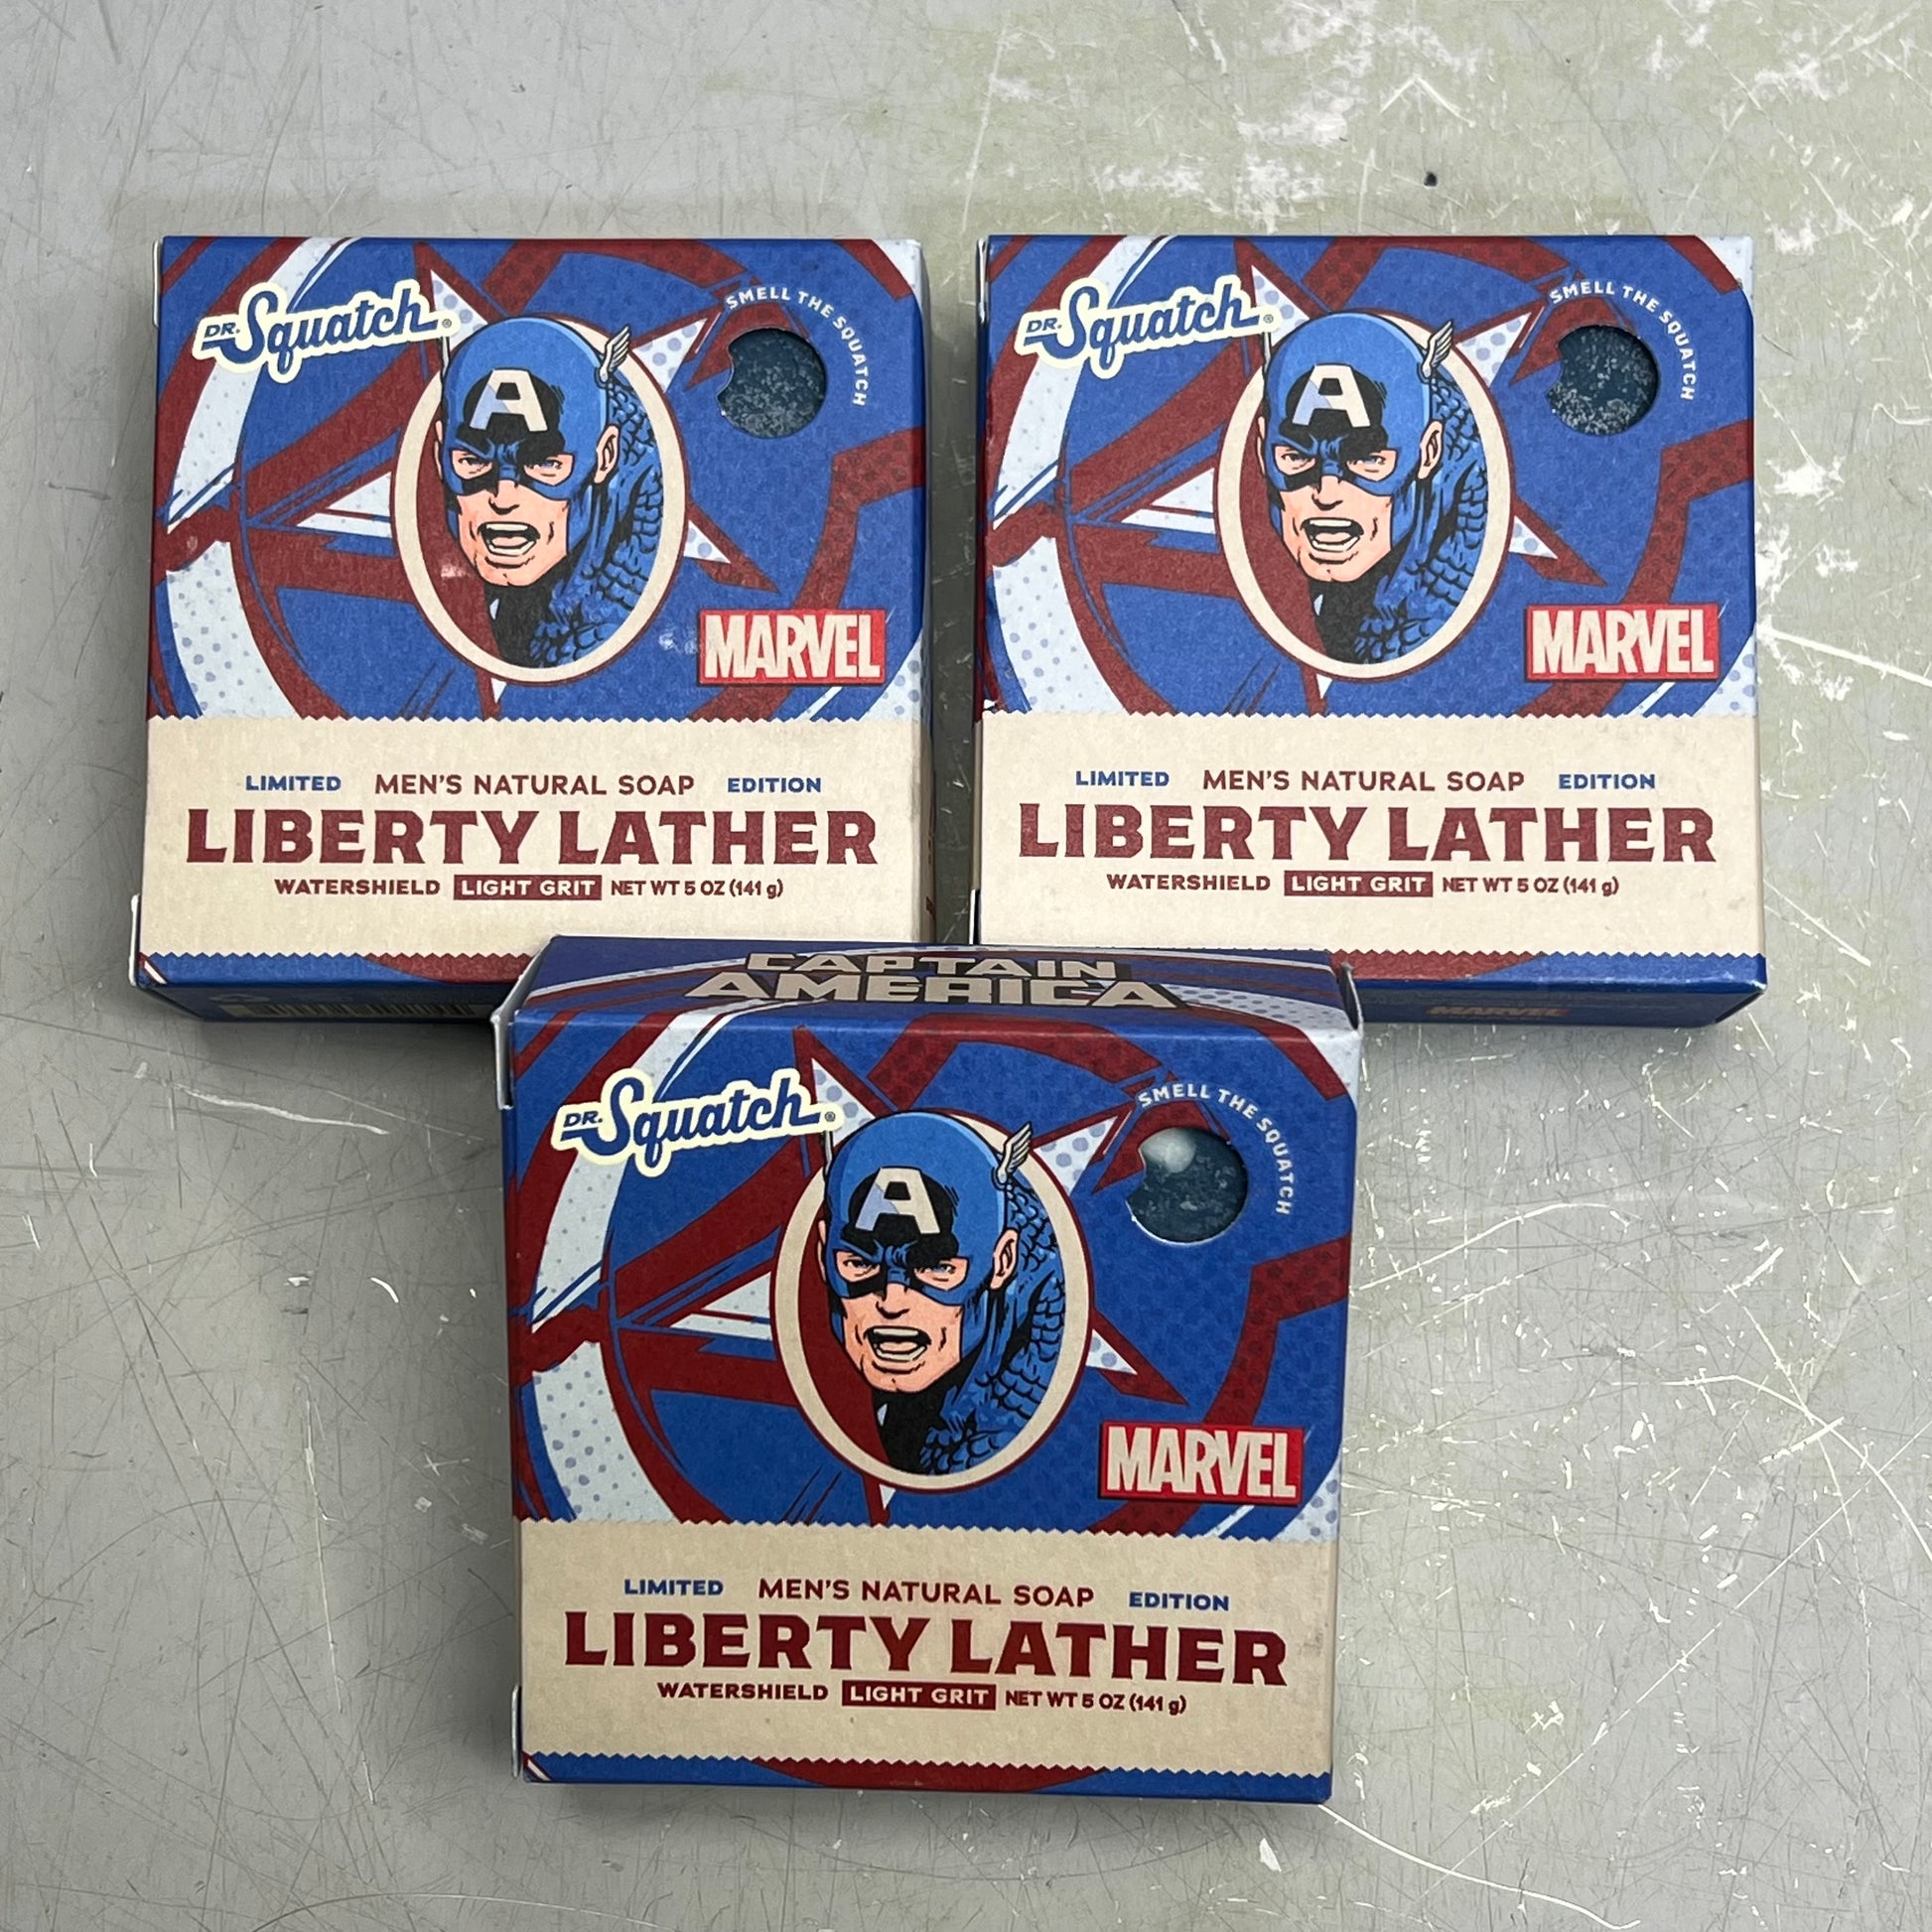 DR. Squatch®
SMELL THE SQUATCH
A
MARVEL
LIMITED MEN'S NATURAL SOAP EDITION
LIBERTY LATHER
WATERSHIELD LIGHT GRIT NET WT 5 OZ (141 g)
DR. Squatch®
SMELL THE SQUATCH
A
MARVEL
LIMITED MEN'S NATURAL SOAP EDITION
LIBERTY LATHER
WATERSHIELD LIGHT GRIT NET WT 5 OZ (141 g)
MARVEL
CAPTAIN
AMERICA
DR. Squatch®
SMELL THE SQUATCH
A
MARVEL
LIMITED MEN'S NATURAL SOAP EDITION
LIBERTY LATHER
WATERSHIELD LIGHT GRIT NET WT 5 OZ (141 g)